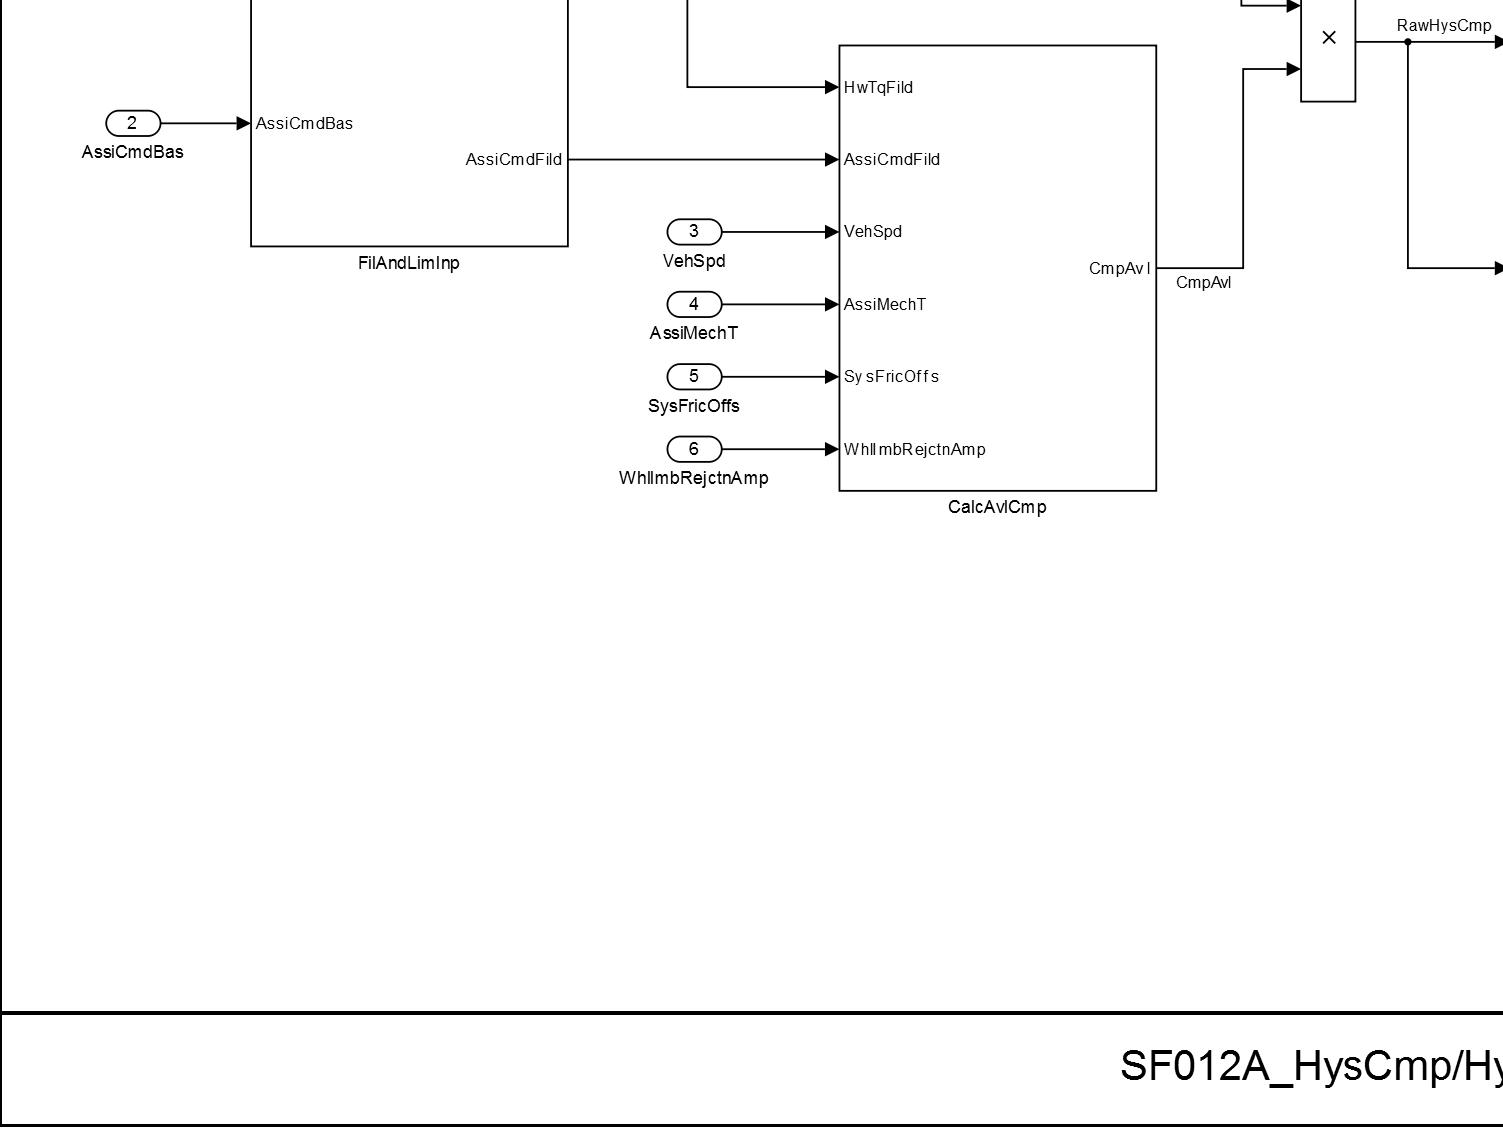 RawHysCmp
×
HwTqFild
2
AssiCmdBas
AssiCmdBas
AssiCmdFild
AssiCmdFild
FilAndLimInp
3
VehSpd
VehSpd
CmpAvl
CmpAvl
4
AssiMechT
AssiMechT
5
SysFricOffs
SysFricOffs
6
WhlImbRejctnAmp
WhlImbRejctnAmp
CalcAvlCmp
SF012A_HysCmp/Hy